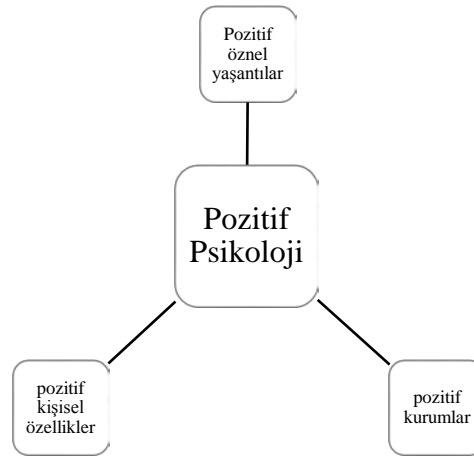 Pozitif
öznel
yaşantılar
Pozitif
Psikoloji
pozitif
kişisel
özellikler
pozitif
kurumlar